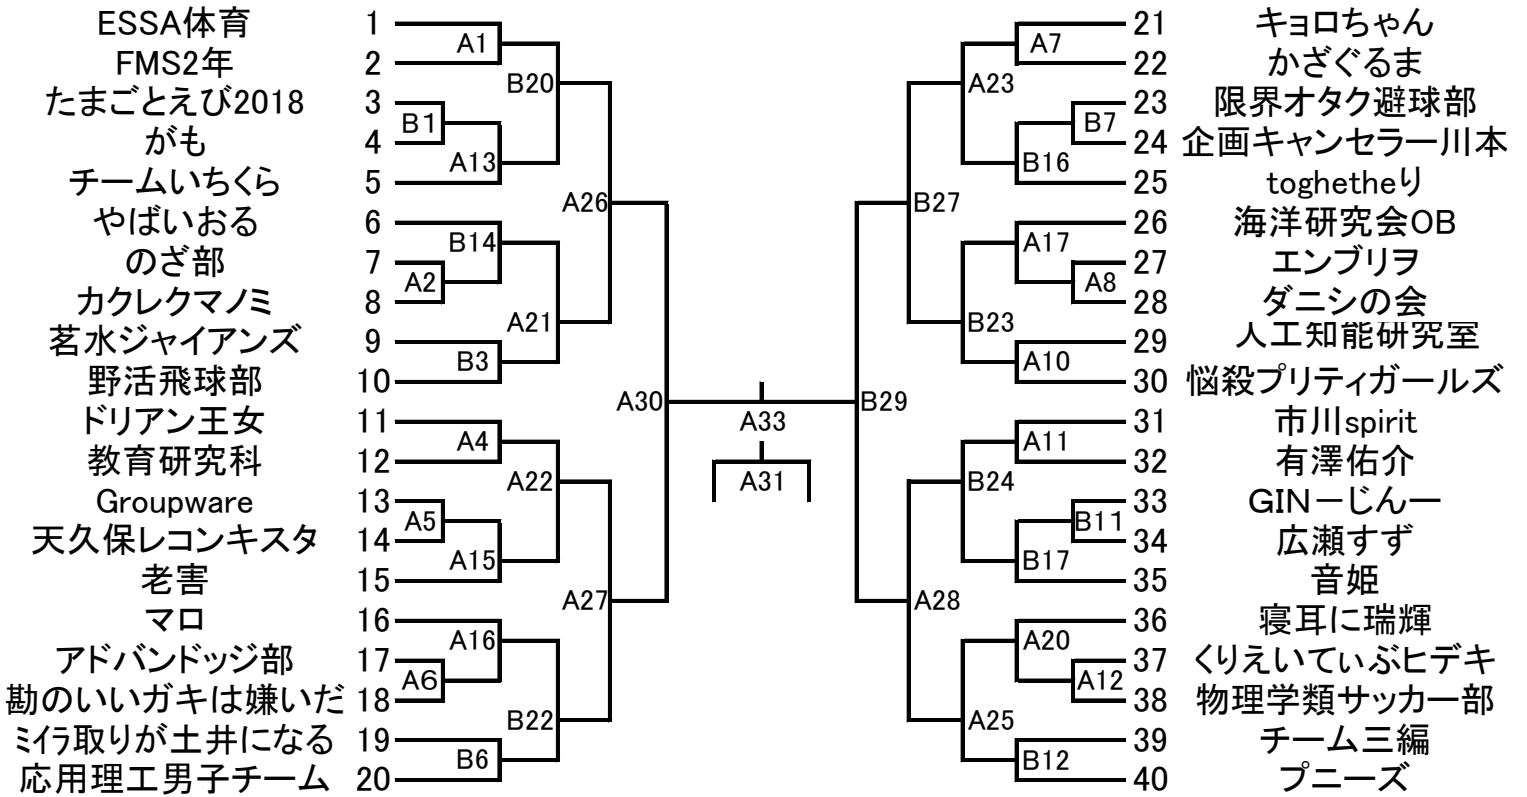 ESSA体育 1
FMS2年 2
たまごとえび2018 3
がも 4
チームいちくら 5
やばいおる 6
のざ部 7
カクレクマノミ 8
茗水ジャイアンズ 9
野活飛球部 10
ドリアン王女 11
教育研究科 12
Groupware 13
天久保レコンキスタ 14
老害 15
マロ 16
アドバンドッジ部 17
勘のいいガキは嫌いだ 18
ミイラ取りが土井になる 19
応用理工男子チーム 20
A1
B1
A13
B20
B14
A2
A21
B3
A26
A4
A5
A15
A22
A16
A6
B22
B6
A27
A30
A33
A31
B29
B27
A28
A23
A7
B7
B16
A17
A8
B23
A10
B24
A11
B11
B17
A20
A12
A25
B12
21 キョロちゃん
22 かざぐるま
23 限界オタク避球部
24 企画キャンセラー川本
25 toghetheり
26 海洋研究会OB
27 エンブリヲ
28 ダニシの会
29 人工知能研究室
30 悩殺プリティガールズ
31 市川spirit
32 有澤佑介
33 GINーじんー
34 広瀬すず
35 音姫
36 寝耳に瑞輝
37 くりえいてぃぶヒデキ
38 物理学類サッカー部
39 チーム三編
40 プニーズ